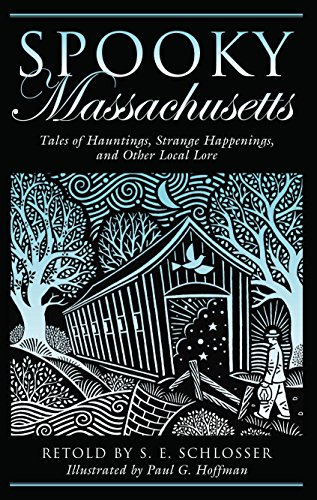 SPOOKY
Massachusetts
Tales of Hauntings, Strange Happenings,
and Other Local Lore
RETOLD BY S. E. SCHLOSSER
Illustrated by Paul G. Hoffman